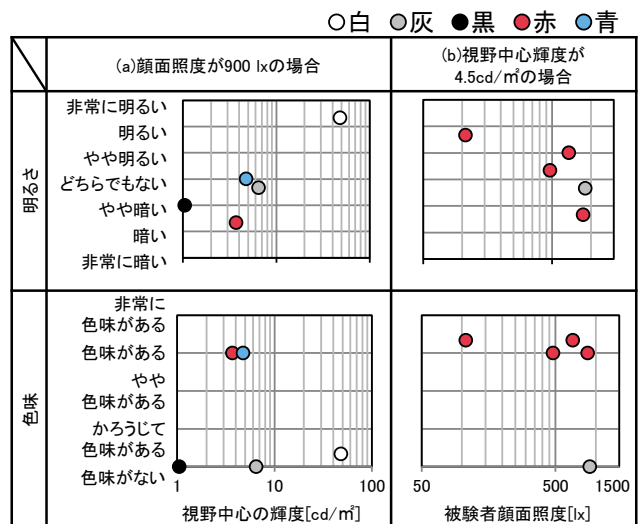 ○白 ●灰 ●黒 ●赤 ●青
(a)顔面照度が900 lxの場合
(b)視野中心輝度が
4.5cd/㎡の場合
明るさ
非常に明るい
明るい
やや明るい
どちらでもない
やや暗い
暗い
非常に暗い
色味
非常に
色味がある
色味がある
やや
色味がある
かろうじて
色味がある
色味がない
1 10 100
視野中心の輝度[cd/㎡]
50 500 1500
被験者顔面照度[lx]